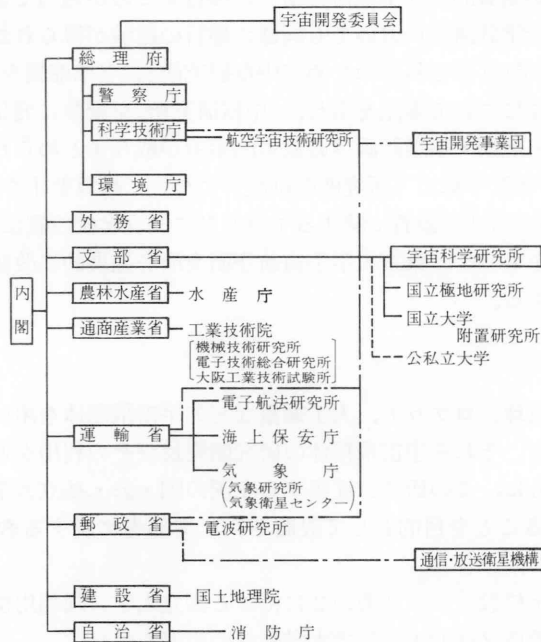 宇宙開発委員会
総理府
警察庁
科学技術庁
航空宇宙技術研究所
宇宙開発事業団
環境庁
外務省
文部省
宇宙科学研究所
国立極地研究所
国立大学
附置研究所
公私立大学
内閣
農林水産省
水産庁
通商産業省
工業技術院
機械技術研究所
電子技術総合研究所
大阪工業技術試験所
電子航法研究所
運輸省
海上保安庁
気象庁
(気象研究所
気象衛星センター)
郵政省
電波研究所
通信・放送衛星機構
建設省
国土地理院
自治省
消防庁